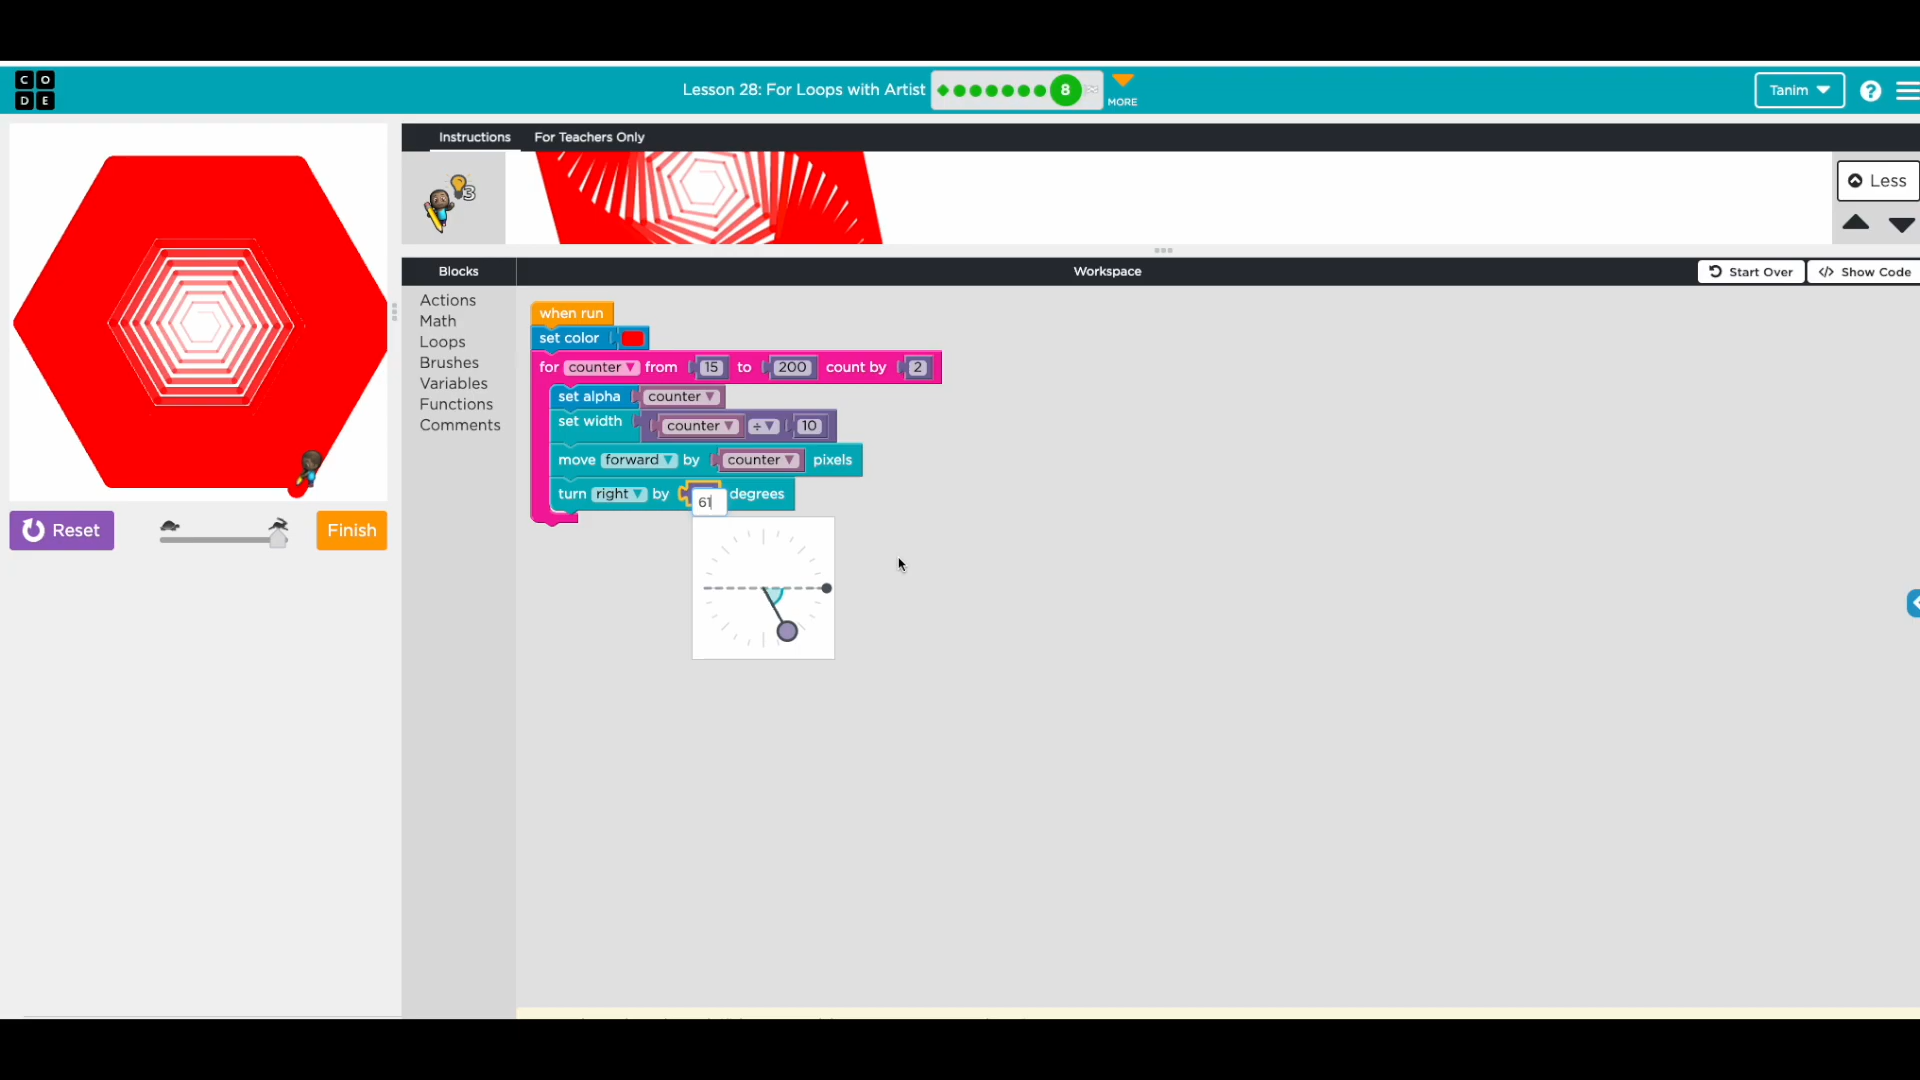 C O
D E
Lesson 28: For Loops with Artist
8
MORE
Tanim
?
Instructions
For Teachers Only
3
Less
Blocks
Workspace
Start Over
</> Show Code
Actions
Math
Loops
Brushes
Variables
Functions
Comments
when run
set color
for counter from 15 to 200 count by 2
set alpha counter
set width counter ÷ 10
move forward by counter pixels
turn right by 61 degrees
Reset
Finish